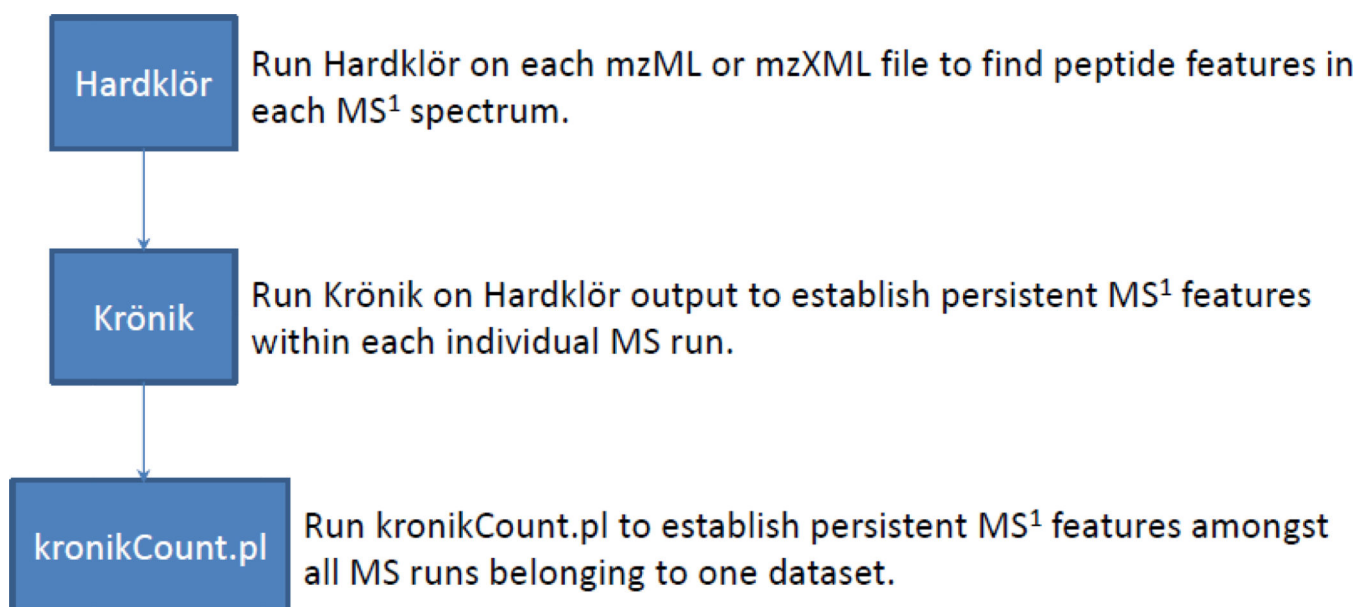 Hardklör
Run Hardklör on each mzML or mzXML file to find peptide features in
each MS¹ spectrum.
Krönik
Run Krönik on Hardklör output to establish persistent MS¹ features
within each individual MS run.
kronikCount.pl
Run kronikCount.pl to establish persistent MS¹ features amongst
all MS runs belonging to one dataset.